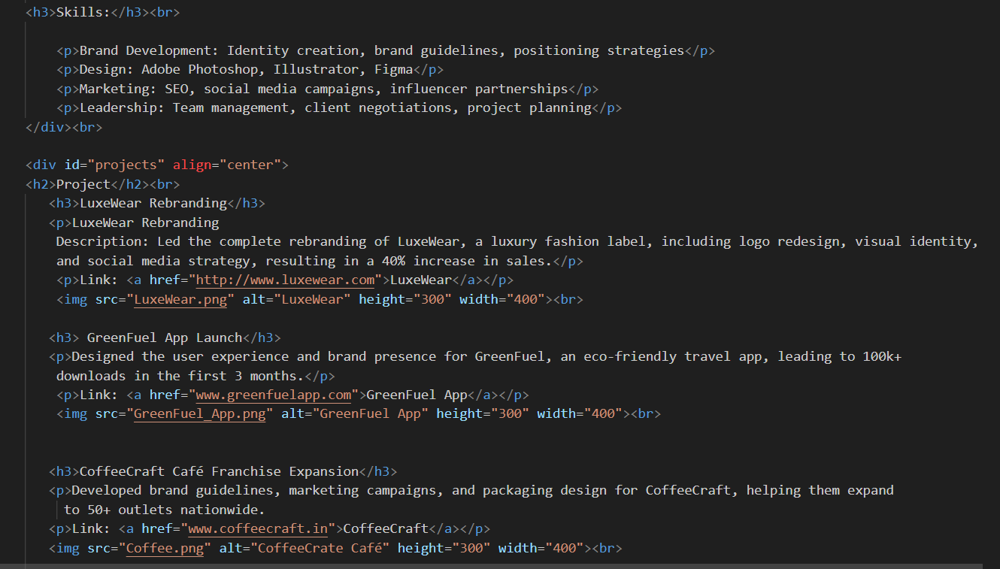 <h3>Skills:</h3><br>
<p>Brand Development: Identity creation, brand guidelines, positioning strategies</p>
<p>Design: Adobe Photoshop, Illustrator, Figma</p>
<p>Marketing: SEO, social media campaigns, influencer partnerships</p>
<p>Leadership: Team management, client negotiations, project planning</p>
</div><br>
<div id="projects" align="center">
<h2>Project</h2><br>
<h3>LuxeWear Rebranding</h3>
<p>LuxeWear Rebranding
Description: Led the complete rebranding of LuxeWear, a luxury fashion label, including logo redesign, visual identity,
and social media strategy, resulting in a 40% increase in sales.</p>
<p>Link: <a href="http://www.luxewear.com">LuxeWear</a></p>
<img src="LuxeWear.png" alt="LuxeWear" height="300" width="400"><br>
<h3> GreenFuel App Launch</h3>
<p>Designed the user experience and brand presence for GreenFuel, an eco-friendly travel app, leading to 100k+
downloads in the first 3 months.</p>
<p>Link: <a href="www.greenfuelapp.com">GreenFuel App</a></p>
<img src="GreenFuel_App.png" alt="GreenFuel App" height="300" width="400"><br>
<h3>CoffeeCraft Café Franchise Expansion</h3>
<p>Developed brand guidelines, marketing campaigns, and packaging design for CoffeeCraft, helping them expand
to 50+ outlets nationwide.
<p>Link: <a href="www.coffeecraft.in">CoffeeCraft</a></p>
<img src="Coffee.png" alt="CoffeeCrate Café" height="300" width="400"><br>